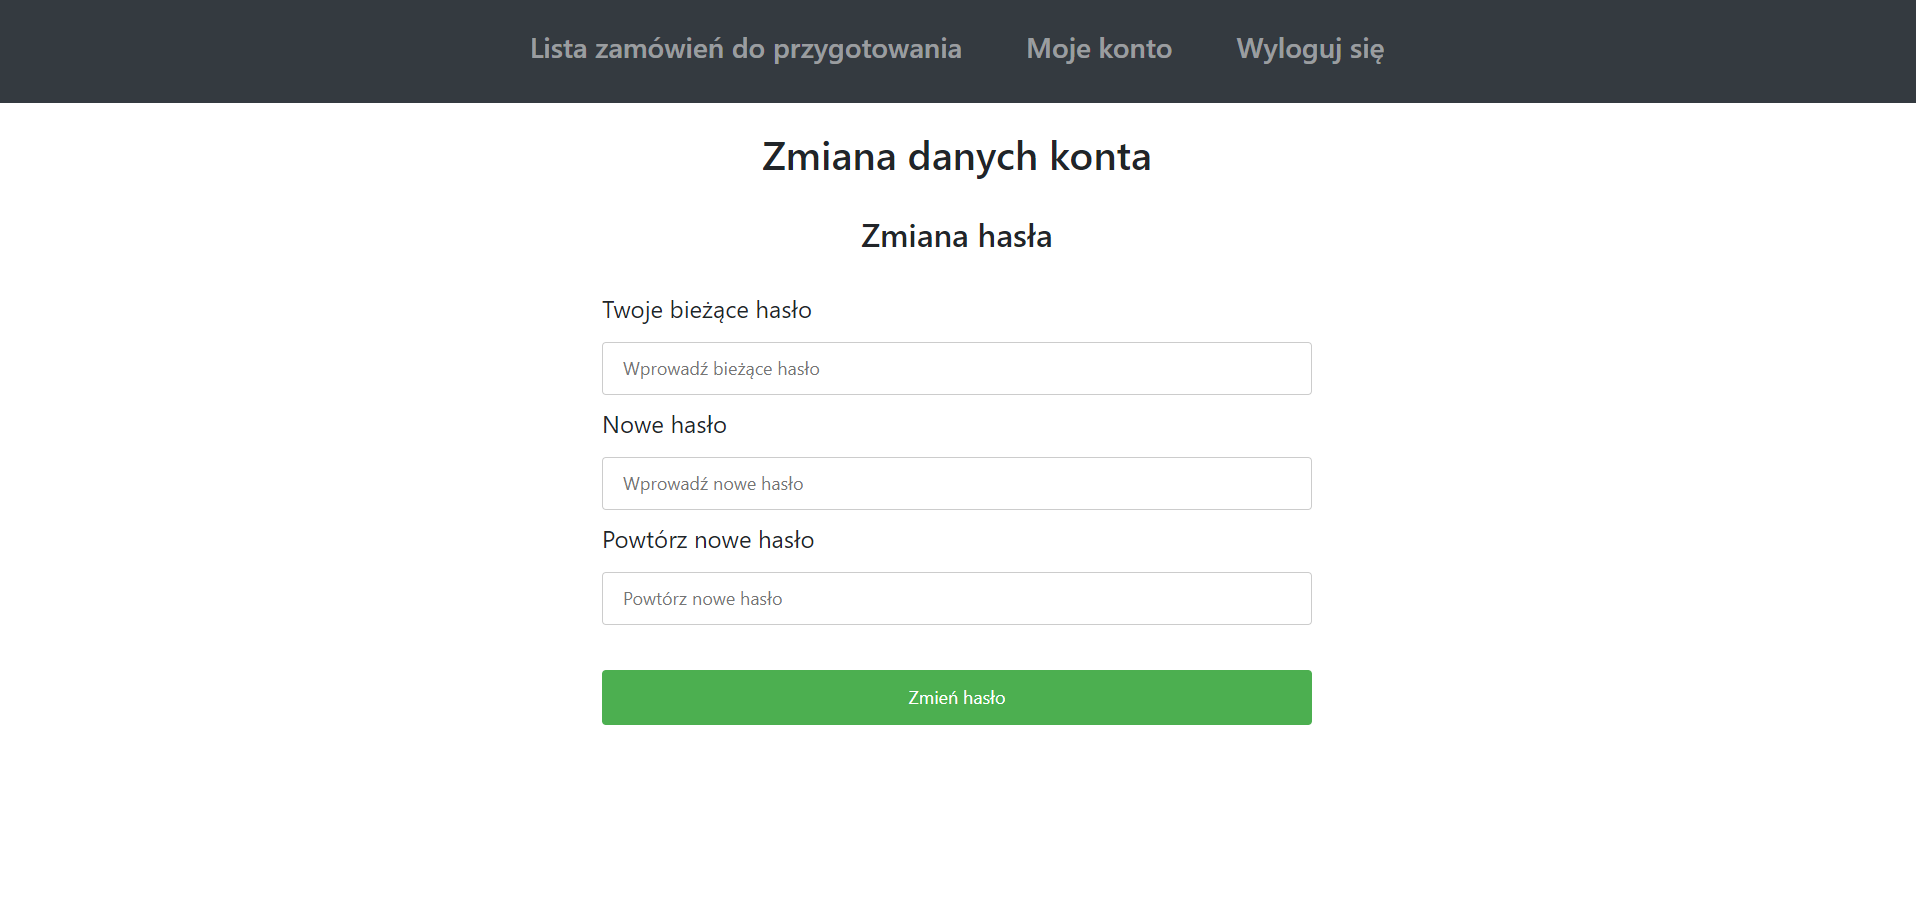 Lista zamówień do przygotowania Moje konto Wyloguj się
Zmiana danych konta
Zmiana hasła
Twoje bieżące hasło
Wprowadź bieżące hasło
Nowe hasło
Wprowadź nowe hasło
Powtórz nowe hasło
Powtórz nowe hasło
Zmień hasło